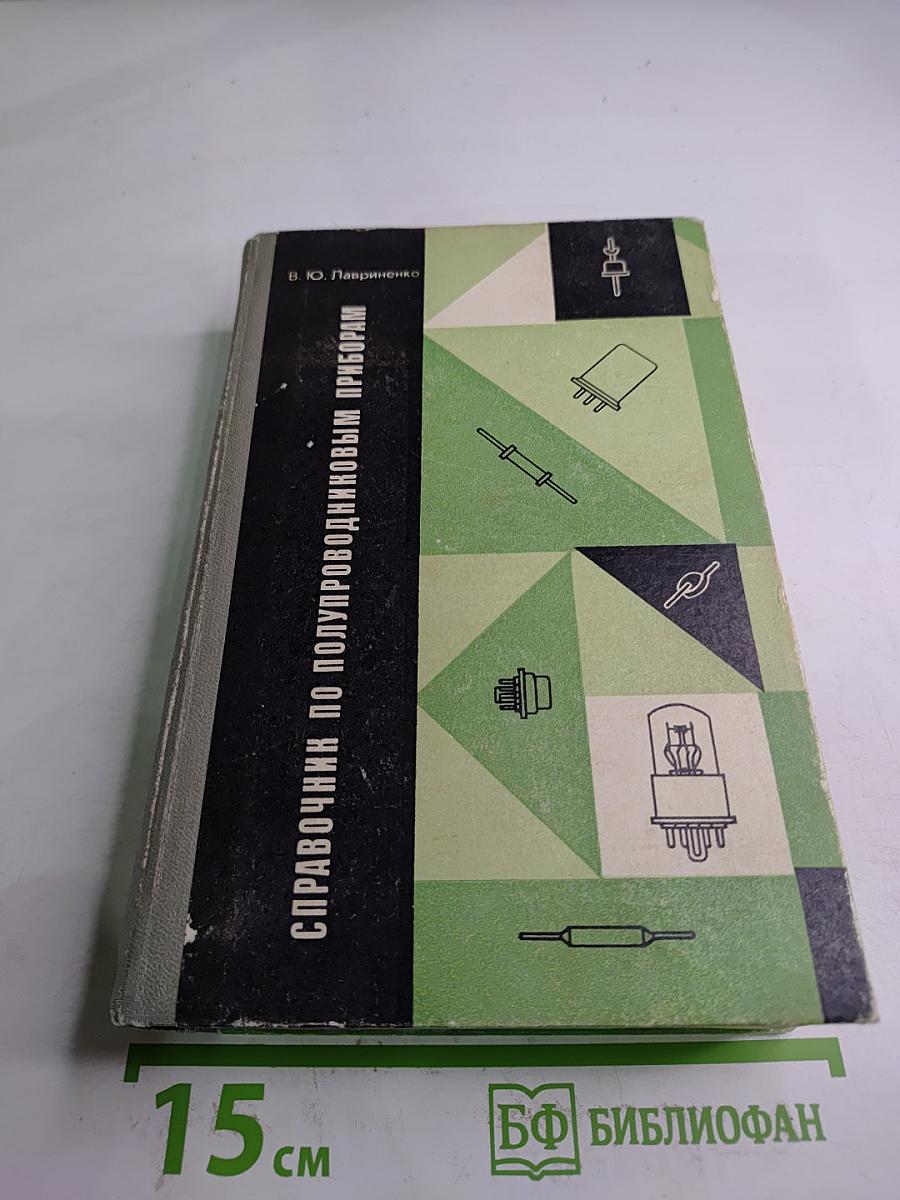 В. Ю. Лавриненко
СПРАВОЧНИК ПО ПОЛУПРОВОДНИКОВЫМ ПРИБОРАМ
15 см
БФ БИБЛИОФАН